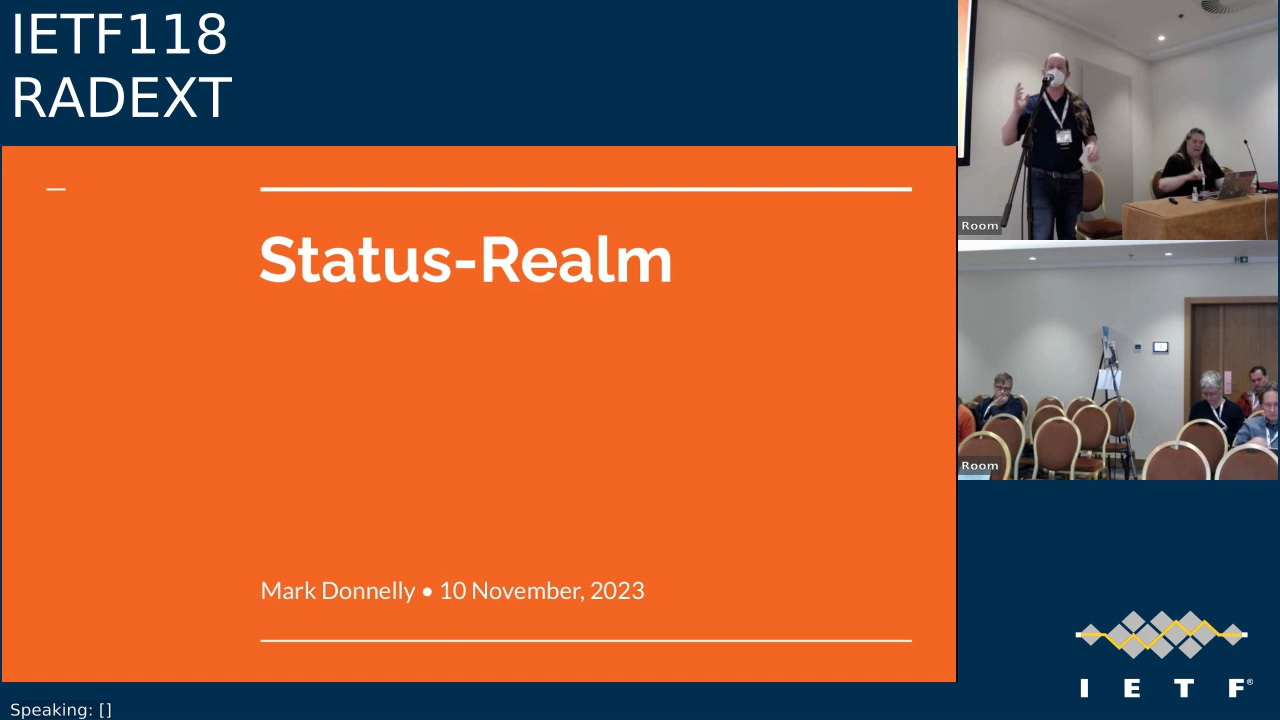 IETF118
RADEXT
Status-Realm
Mark Donnelly • 10 November, 2023
Speaking: []
Room
Room
I E T F®